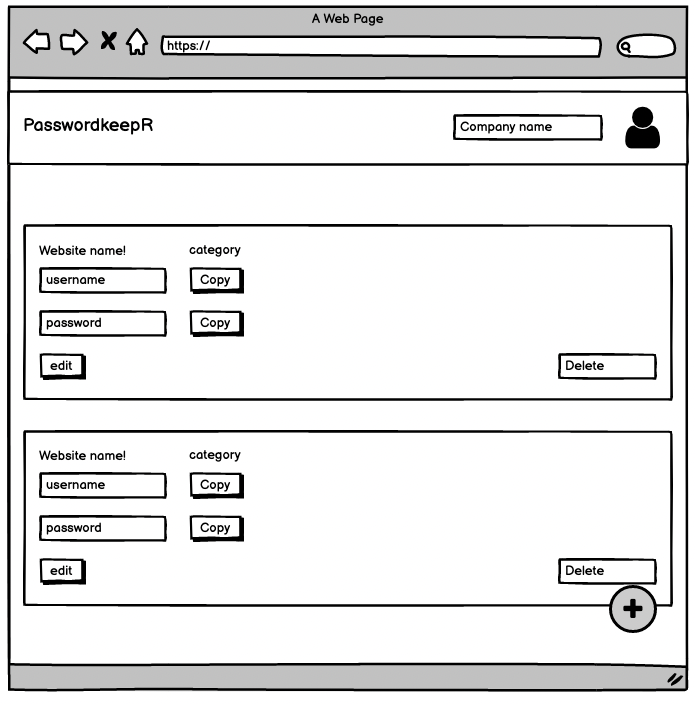 A Web Page
https://
PasswordkeepR
Company name
Website name!
category
username
Copy
password
Copy
edit
Delete
Website name!
category
username
Copy
password
Copy
edit
Delete